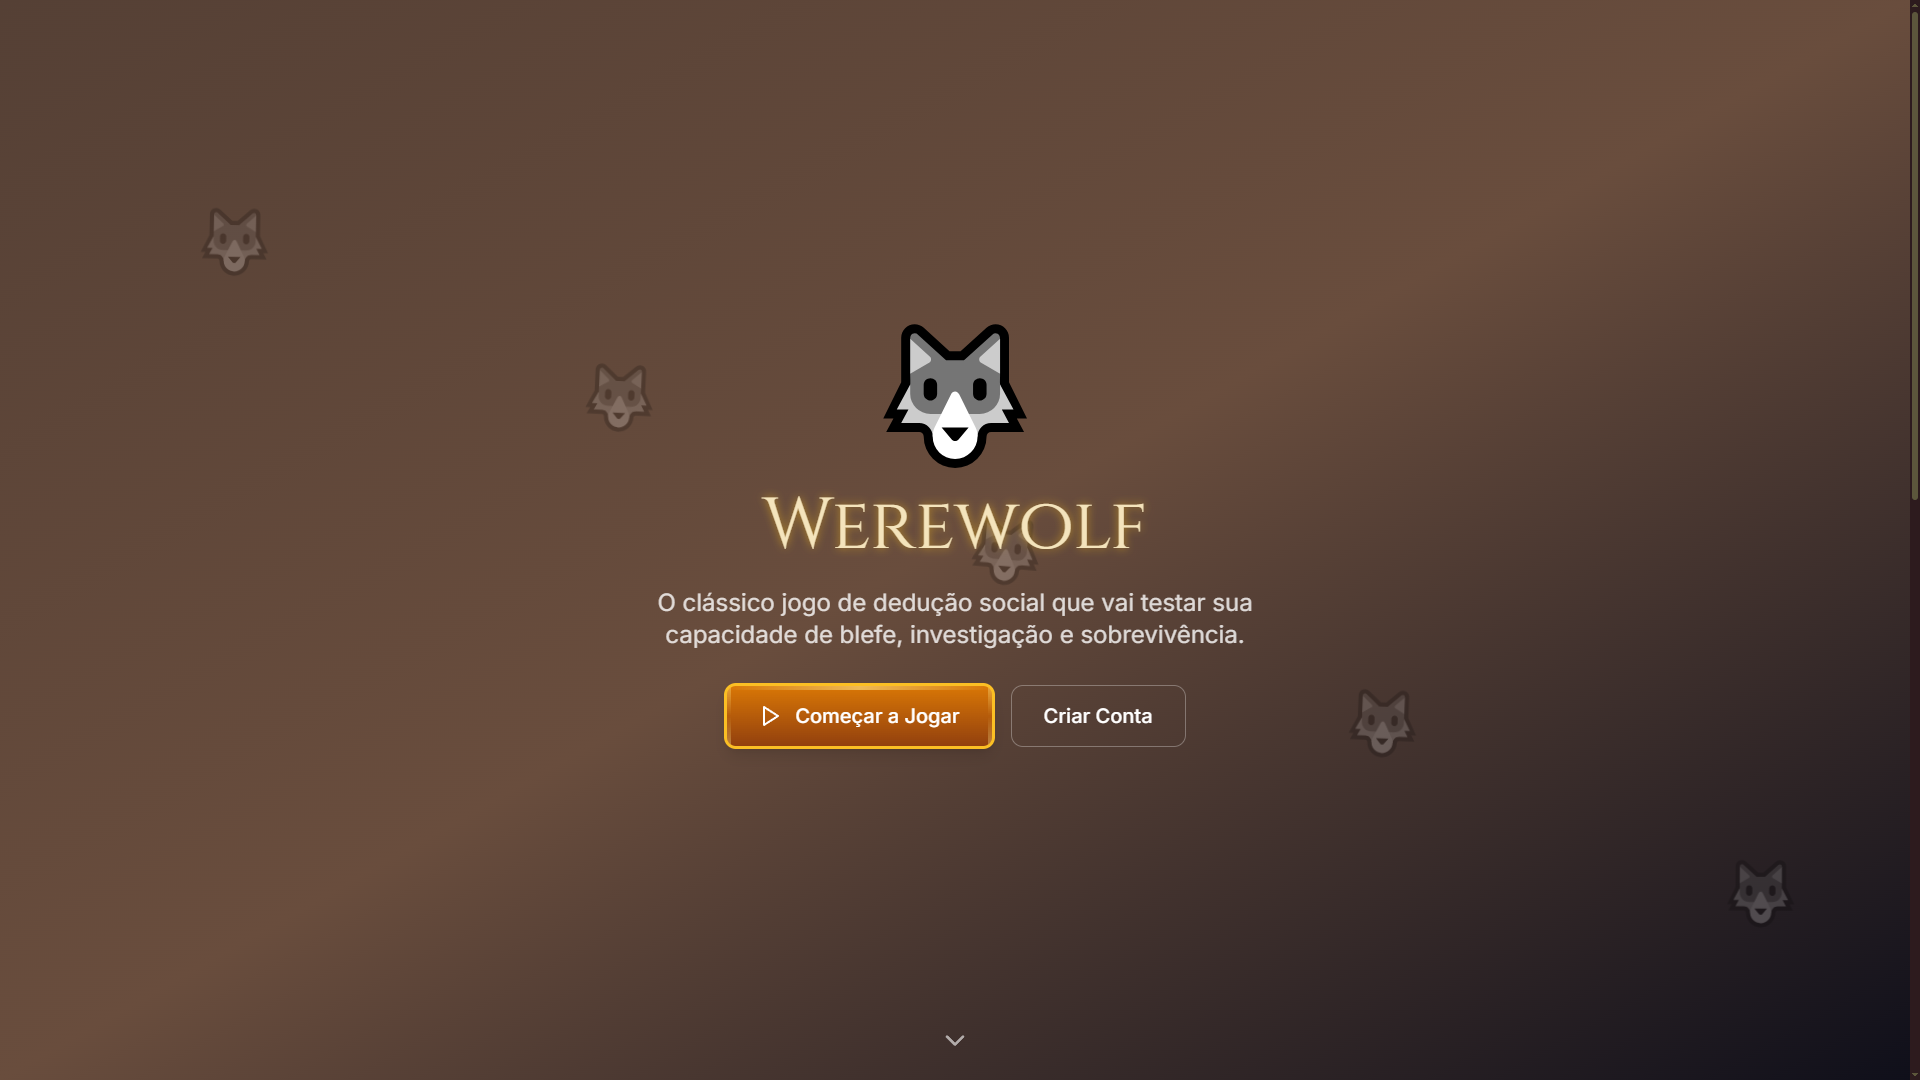 Werewolf
O clássico jogo de dedução social que vai testar sua
capacidade de blefe, investigação e sobrevivência.
Começar a Jogar
Criar Conta